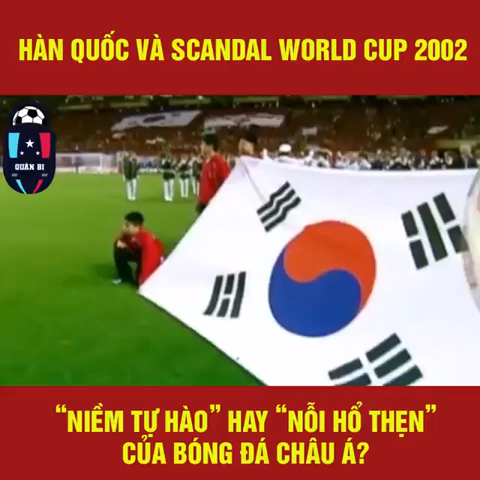 HÀN QUỐC VÀ SCANDAL WORLD CUP 2002
QUÂN BI
“NIỀM TỰ HÀO” HAY “NỖI HỔ THẸN”
CỦA BÓNG ĐÁ CHÂU Á?